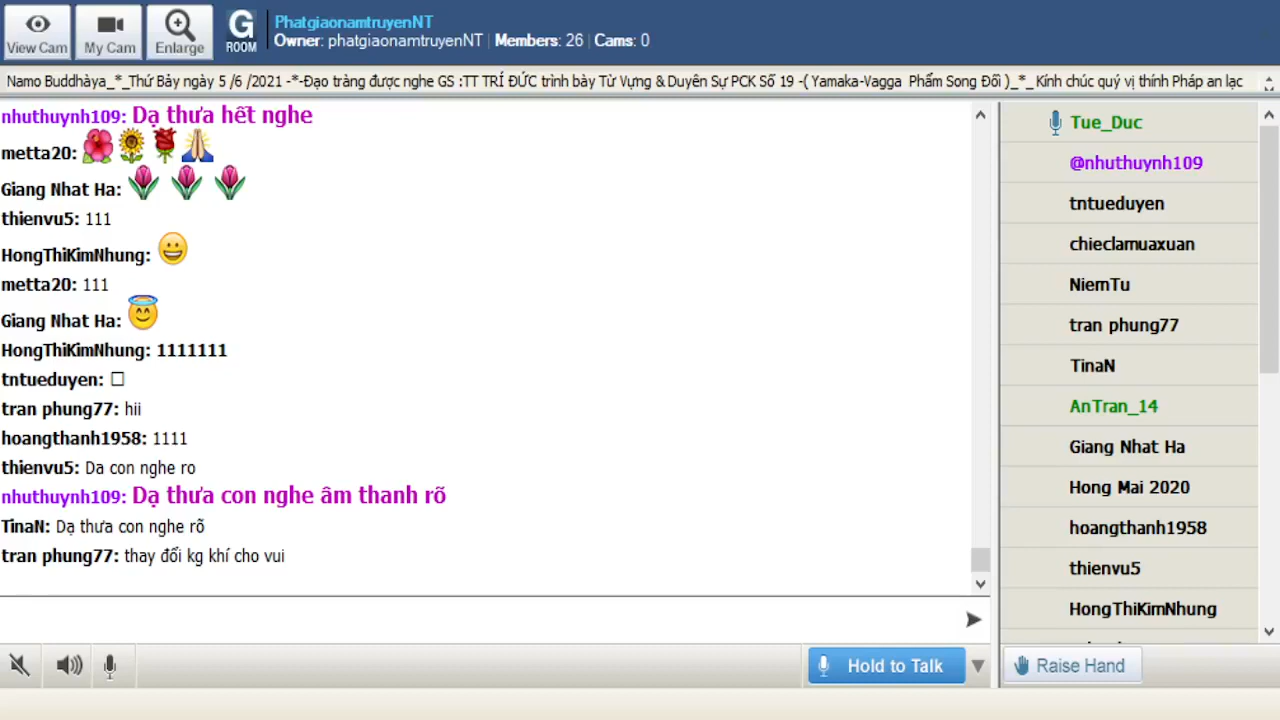 View Cam
My Cam
Enlarge
G
ROOM
PhatgiaonamtruyenNT
Owner: phatgiaonamtruyenNT | Members: 26 | Cams: 0
Namo Buddhàya_*_Thứ Bảy ngày 5 /6 /2021 -*-Đạo tràng được nghe GS :TT TRÍ ĐỨC trình bày Từ Vựng & Duyên Sự PCK Số 19 -( Yamaka-Vagga Phẩm Song Đối )_*_ Kính chúc quý vị thính Pháp an lạc
nhuthuynh109: Dạ thưa hết nghe
metta20:
Giang Nhat Ha:
thienvu5: 111
HongThiKimNhung:
metta20: 111
Giang Nhat Ha:
HongThiKimNhung: 1111111
tntueduyen:
tran phung77: hii
hoangthanh1958: 1111
thienvu5: Da con nghe ro
nhuthuynh109: Dạ thưa con nghe âm thanh rõ
TinaN: Dạ thưa con nghe rõ
tran phung77: thay đổi kg khí cho vui
Hold to Talk
Tue_Duc
@nhuthuynh109
tntueduyen
chieclamuaxuan
NiemTu
tran phung77
TinaN
AnTran_14
Giang Nhat Ha
Hong Mai 2020
hoangthanh1958
thienvu5
HongThiKimNhung
Raise Hand